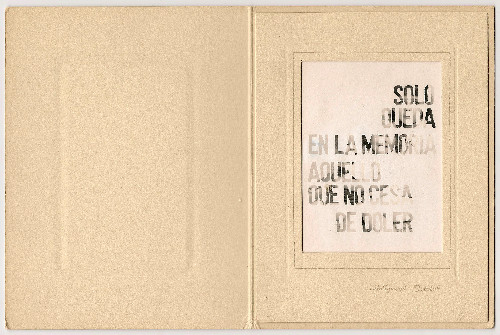 SOLO
QUEDA
EN LA MEMORIA
AQUELLO
QUE NO CESA
DE DOLER